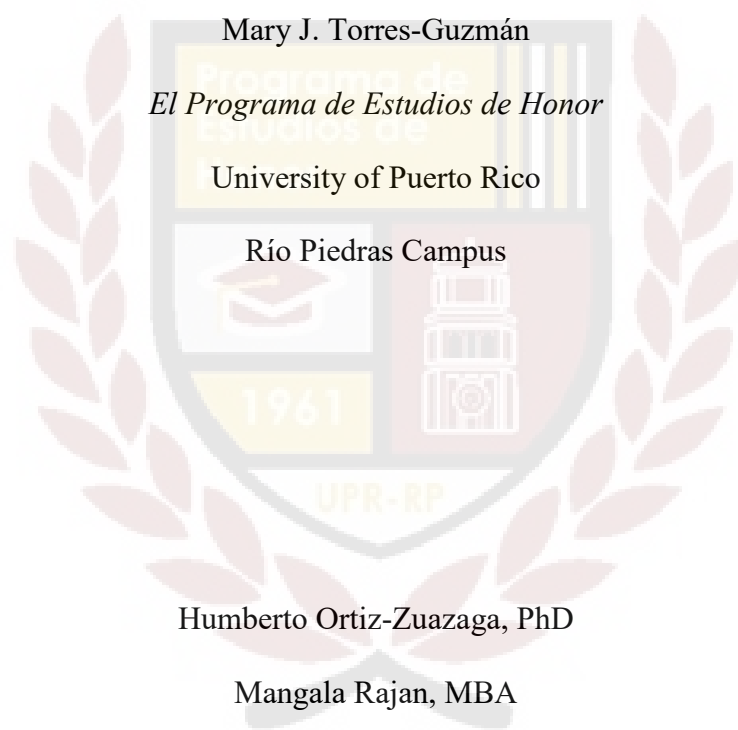 Mary J. Torres-Guzmán
Programa de
El Programa de Estudios de Honor
Estudios de
University of Puerto Rico
Río Piedras Campus
1961
UPR-RP
Humberto Ortiz-Zuazaga, PhD
Mangala Rajan, MBA